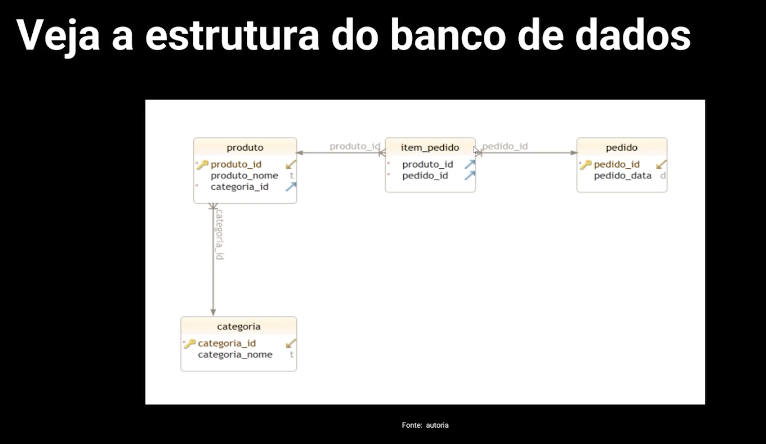 Veja a estrutura do banco de dados
produto
produto_id
produto_nome t
categoria_id
produto_id
item_pedido
produto_id
pedido_id
pedido_id
pedido
pedido_id
pedido_data d
categoria_id
categoria
categoria_id
categoria_nome t
Fonte: autoria